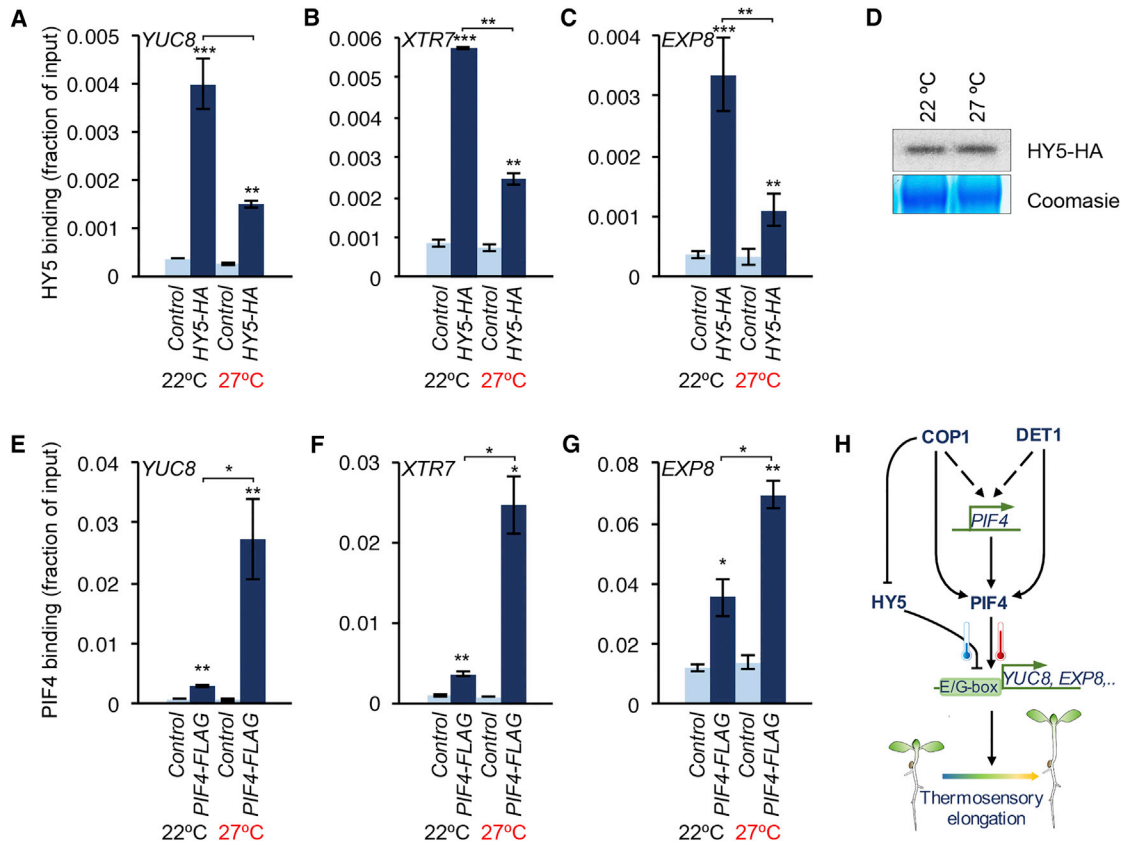 A
B
C
D
HY5 binding (fraction of input)
YUC8
***
0.005
0.004
0.003
0.002
0.001
0
**
Control
HY5-HA
Control
HY5-HA
22ºC 27ºC
XTR7
**
***
0.006
0.005
0.004
0.003
0.002
0.001
0
**
Control
HY5-HA
Control
HY5-HA
22ºC 27ºC
EXP8
**
***
0.004
0.003
0.002
0.001
0
**
Control
HY5-HA
Control
HY5-HA
22ºC 27ºC
22 ºC
27 ºC
HY5-HA
Coomasie
E
F
G
H
PIF4 binding (fraction of input)
YUC8
*
**
0.04
0.03
0.02
0.01
0
**
Control
PIF4-FLAG
Control
PIF4-FLAG
22ºC 27ºC
XTR7
*
*
0.03
0.02
0.01
0
**
Control
PIF4-FLAG
Control
PIF4-FLAG
22ºC 27ºC
EXP8
*
**
0.08
0.06
0.04
0.02
0
*
Control
PIF4-FLAG
Control
PIF4-FLAG
22ºC 27ºC
COP1 DET1
PIF4
HY5 PIF4
E/G-box YUC8, EXP8,..
Thermosensory
elongation